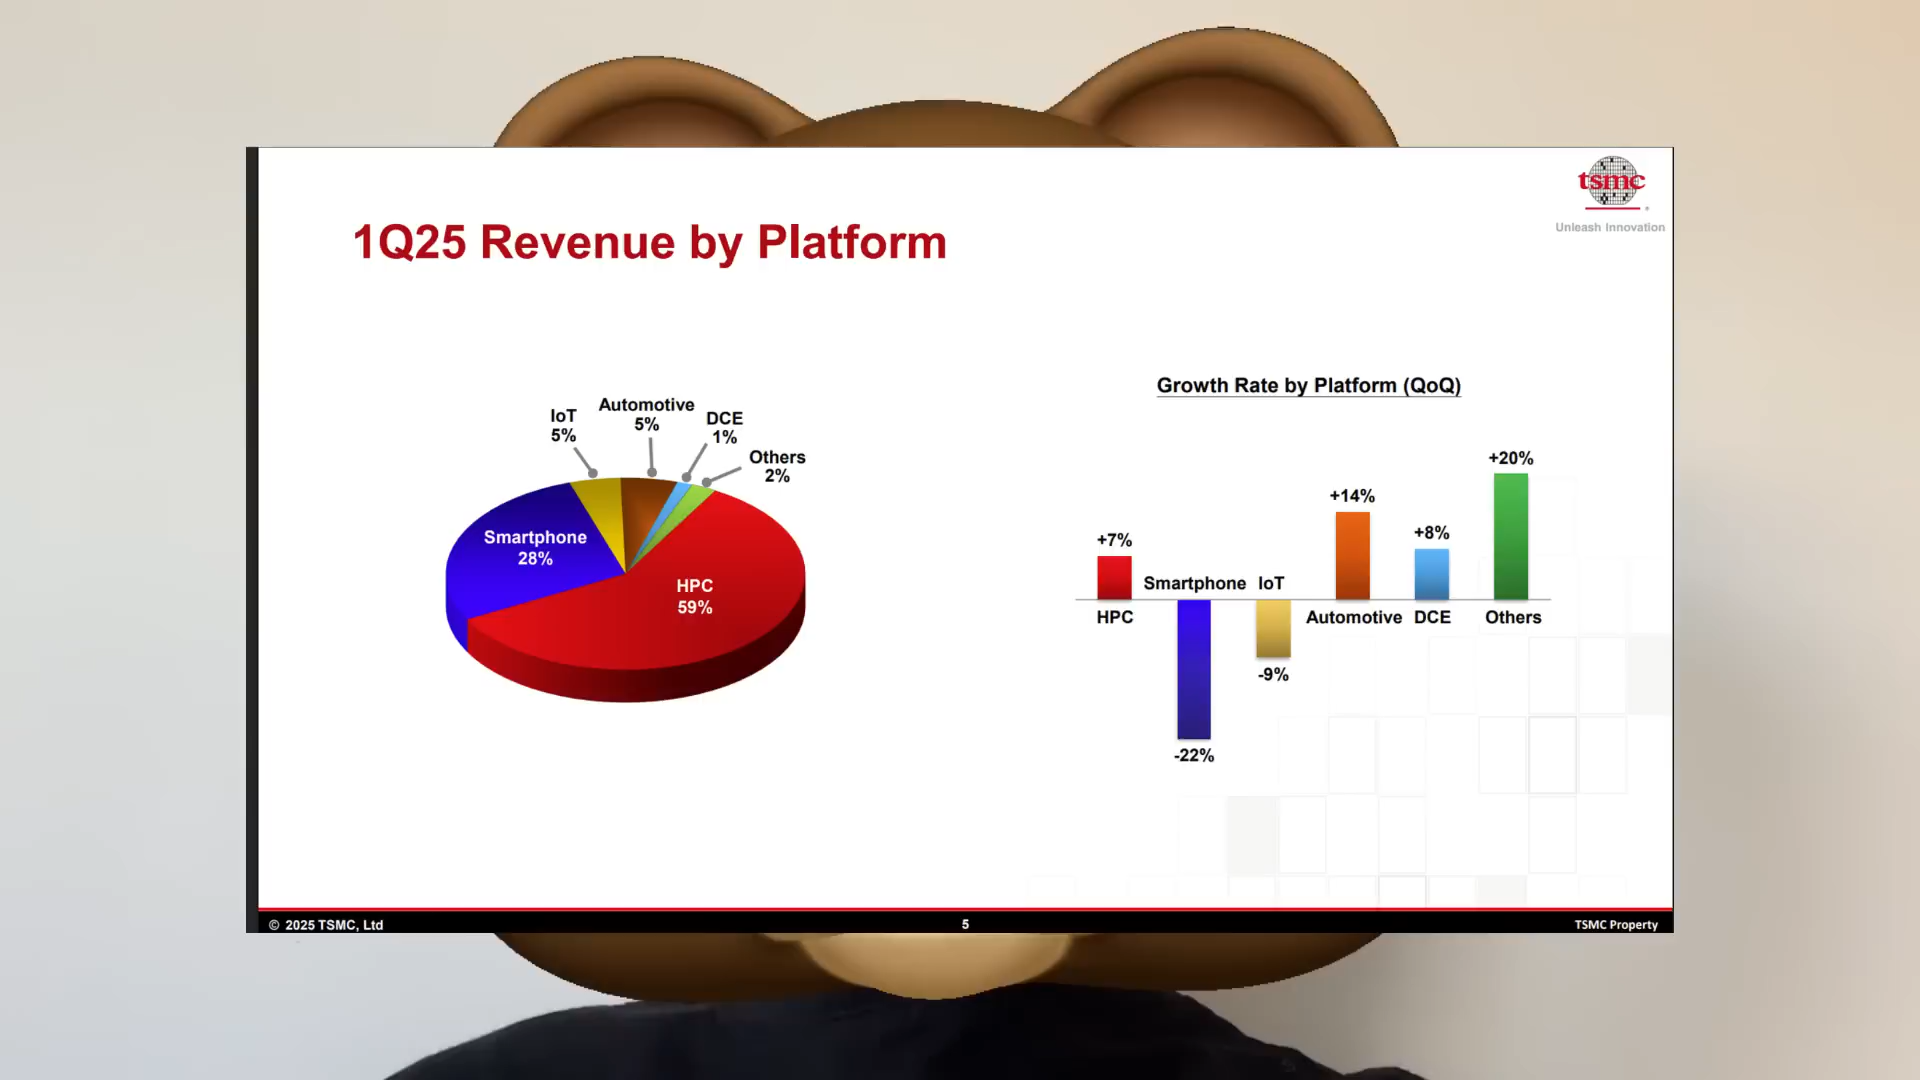 tsmc
Unleash Innovation
1Q25 Revenue by Platform
IoT
5%
Automotive
5%
DCE
1%
Others
2%
Smartphone
28%
HPC
59%
Growth Rate by Platform (QoQ)
+7%
HPC
Smartphone
-22%
IoT
-9%
+14%
Automotive
+8%
DCE
+20%
Others
© 2025 TSMC, Ltd
5
TSMC Property